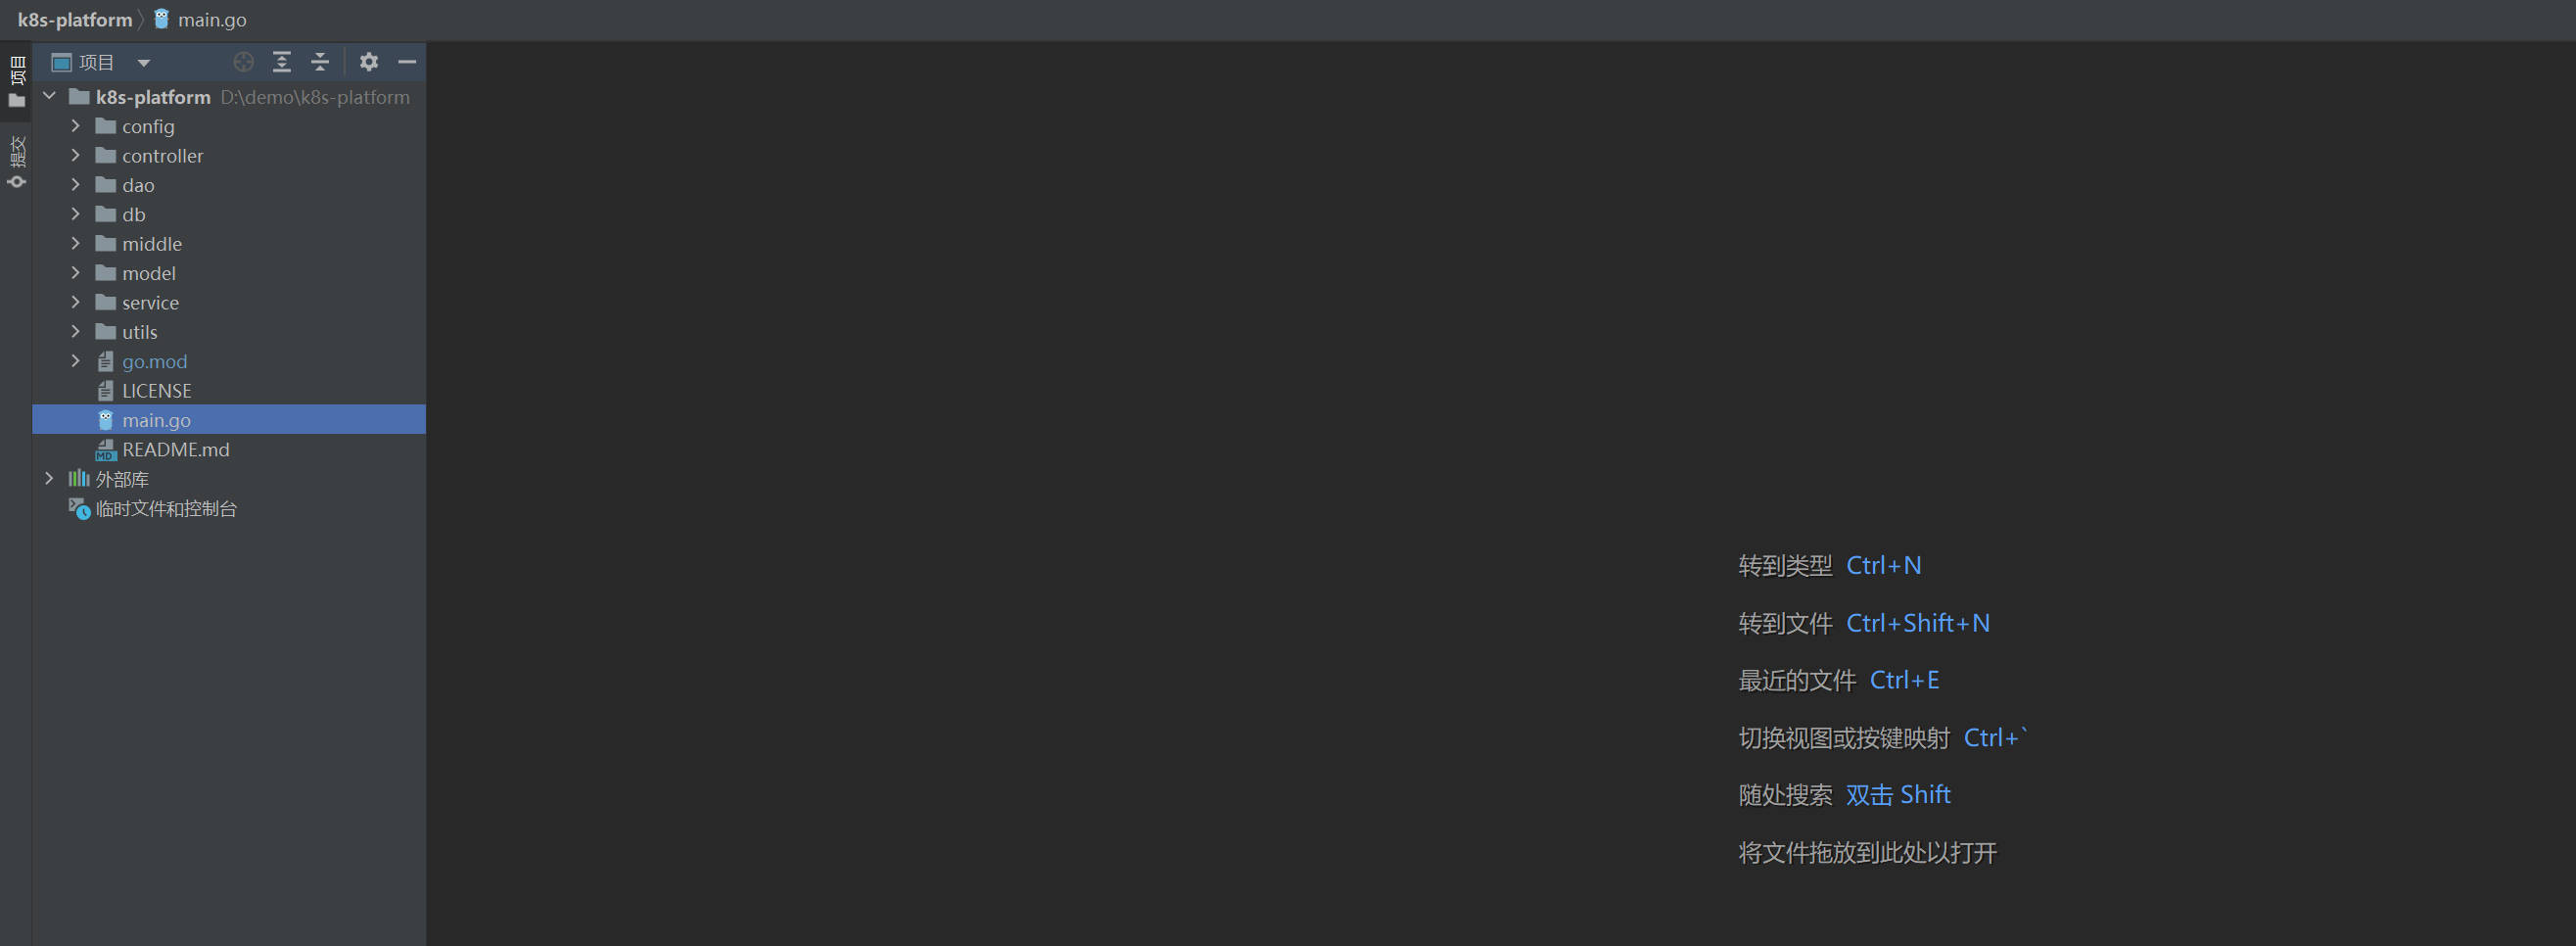 k8s-platform main.go
项目
项目
提交
k8s-platform D:\demo\k8s-platform
config
controller
dao
db
middle
model
service
utils
go.mod
LICENSE
main.go
MD README.md
外部库
临时文件和控制台
转到类型 Ctrl+N
转到文件 Ctrl+Shift+N
最近的文件 Ctrl+E
切换视图或按键映射 Ctrl+`
随处搜索 双击 Shift
将文件拖放到此处以打开